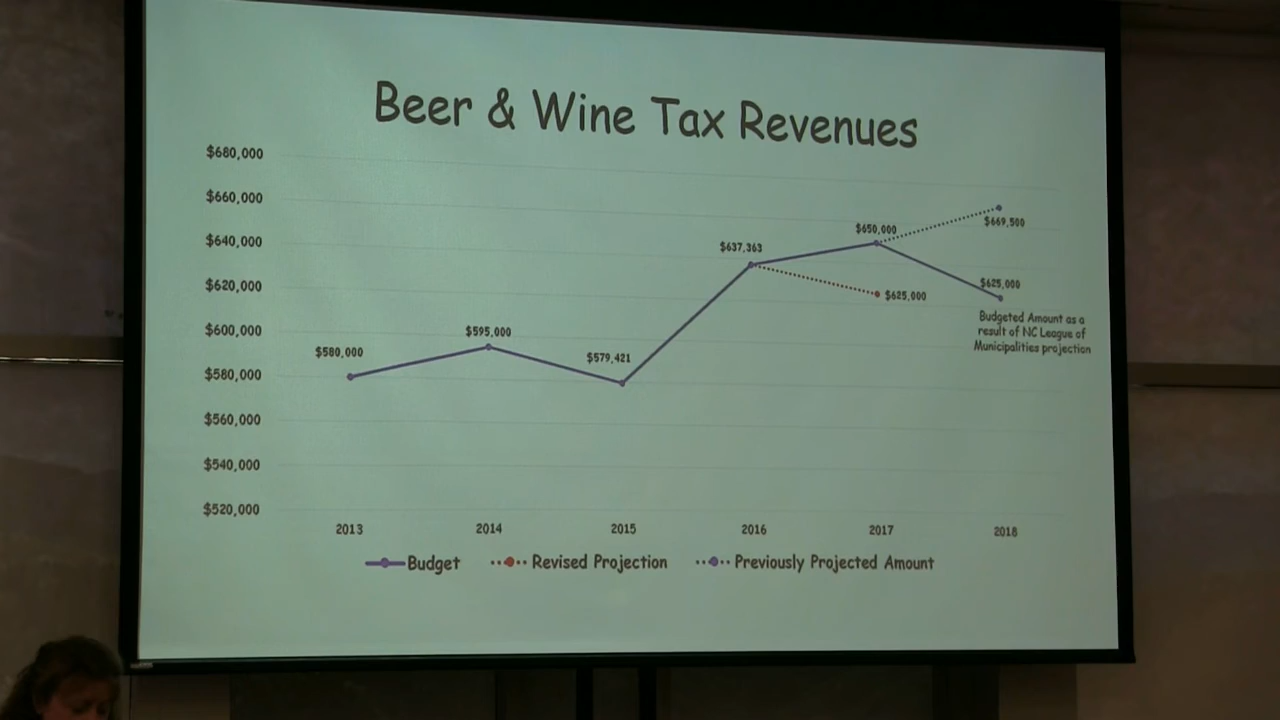 Beer & Wine Tax Revenues
$680,000
$660,000
$640,000
$620,000
$600,000
$580,000
$560,000
$540,000
$520,000
$580,000
$595,000
$579,421
$637,363
$650,000
$625,000
$669,500
$625,000
Budgeted Amount as a
result of NC League of
Municipalities projection
2013 2014 2015 2016 2017 2018
Budget Revised Projection Previously Projected Amount